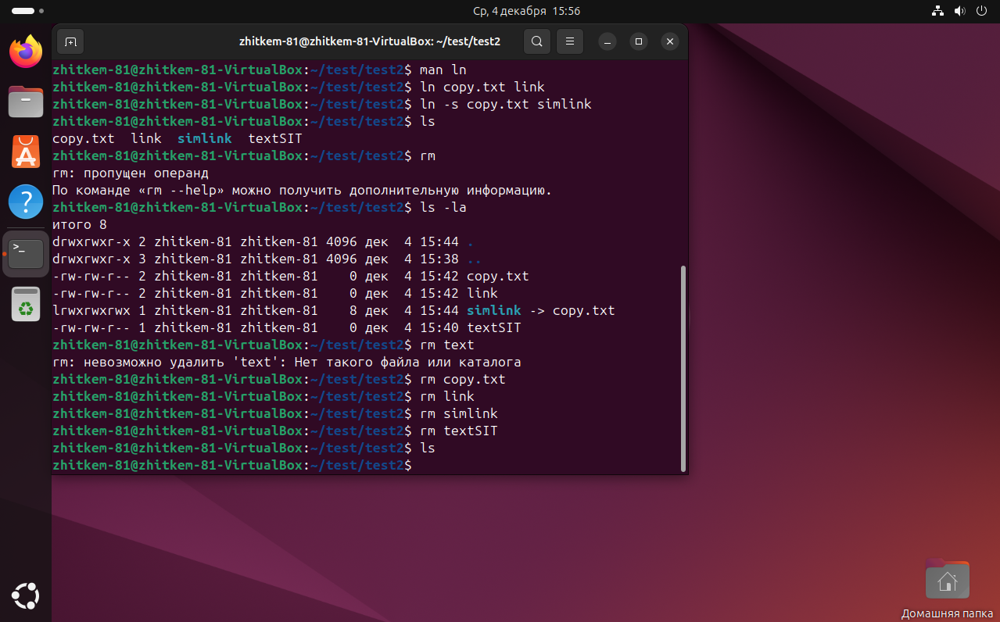 Ср, 4 декабря 15:56
zhitkem-81@zhitkem-81-VirtualBox: ~/test/test2
zhitkem-81@zhitkem-81-VirtualBox:~/test/test2$ man ln
zhitkem-81@zhitkem-81-VirtualBox:~/test/test2$ ln copy.txt link
zhitkem-81@zhitkem-81-VirtualBox:~/test/test2$ ln -s copy.txt simlink
zhitkem-81@zhitkem-81-VirtualBox:~/test/test2$ ls
copy.txt  link  simlink  textSIT
zhitkem-81@zhitkem-81-VirtualBox:~/test/test2$ rm
rm: пропущен операнд
По команде «rm --help» можно получить дополнительную информацию.
zhitkem-81@zhitkem-81-VirtualBox:~/test/test2$ ls -la
итого 8
drwxrwxr-x 2 zhitkem-81 zhitkem-81 4096 дек  4 15:44 .
drwxrwxr-x 3 zhitkem-81 zhitkem-81 4096 дек  4 15:38 ..
-rw-rw-r-- 2 zhitkem-81 zhitkem-81    0 дек  4 15:42 copy.txt
-rw-rw-r-- 2 zhitkem-81 zhitkem-81    0 дек  4 15:42 link
lrwxrwxrwx 1 zhitkem-81 zhitkem-81    8 дек  4 15:44 simlink -> copy.txt
-rw-rw-r-- 1 zhitkem-81 zhitkem-81    0 дек  4 15:40 textSIT
zhitkem-81@zhitkem-81-VirtualBox:~/test/test2$ rm text
rm: невозможно удалить 'text': Нет такого файла или каталога
zhitkem-81@zhitkem-81-VirtualBox:~/test/test2$ rm copy.txt
zhitkem-81@zhitkem-81-VirtualBox:~/test/test2$ rm link
zhitkem-81@zhitkem-81-VirtualBox:~/test/test2$ rm simlink
zhitkem-81@zhitkem-81-VirtualBox:~/test/test2$ rm textSIT
zhitkem-81@zhitkem-81-VirtualBox:~/test/test2$ ls
zhitkem-81@zhitkem-81-VirtualBox:~/test/test2$
Домашняя папка